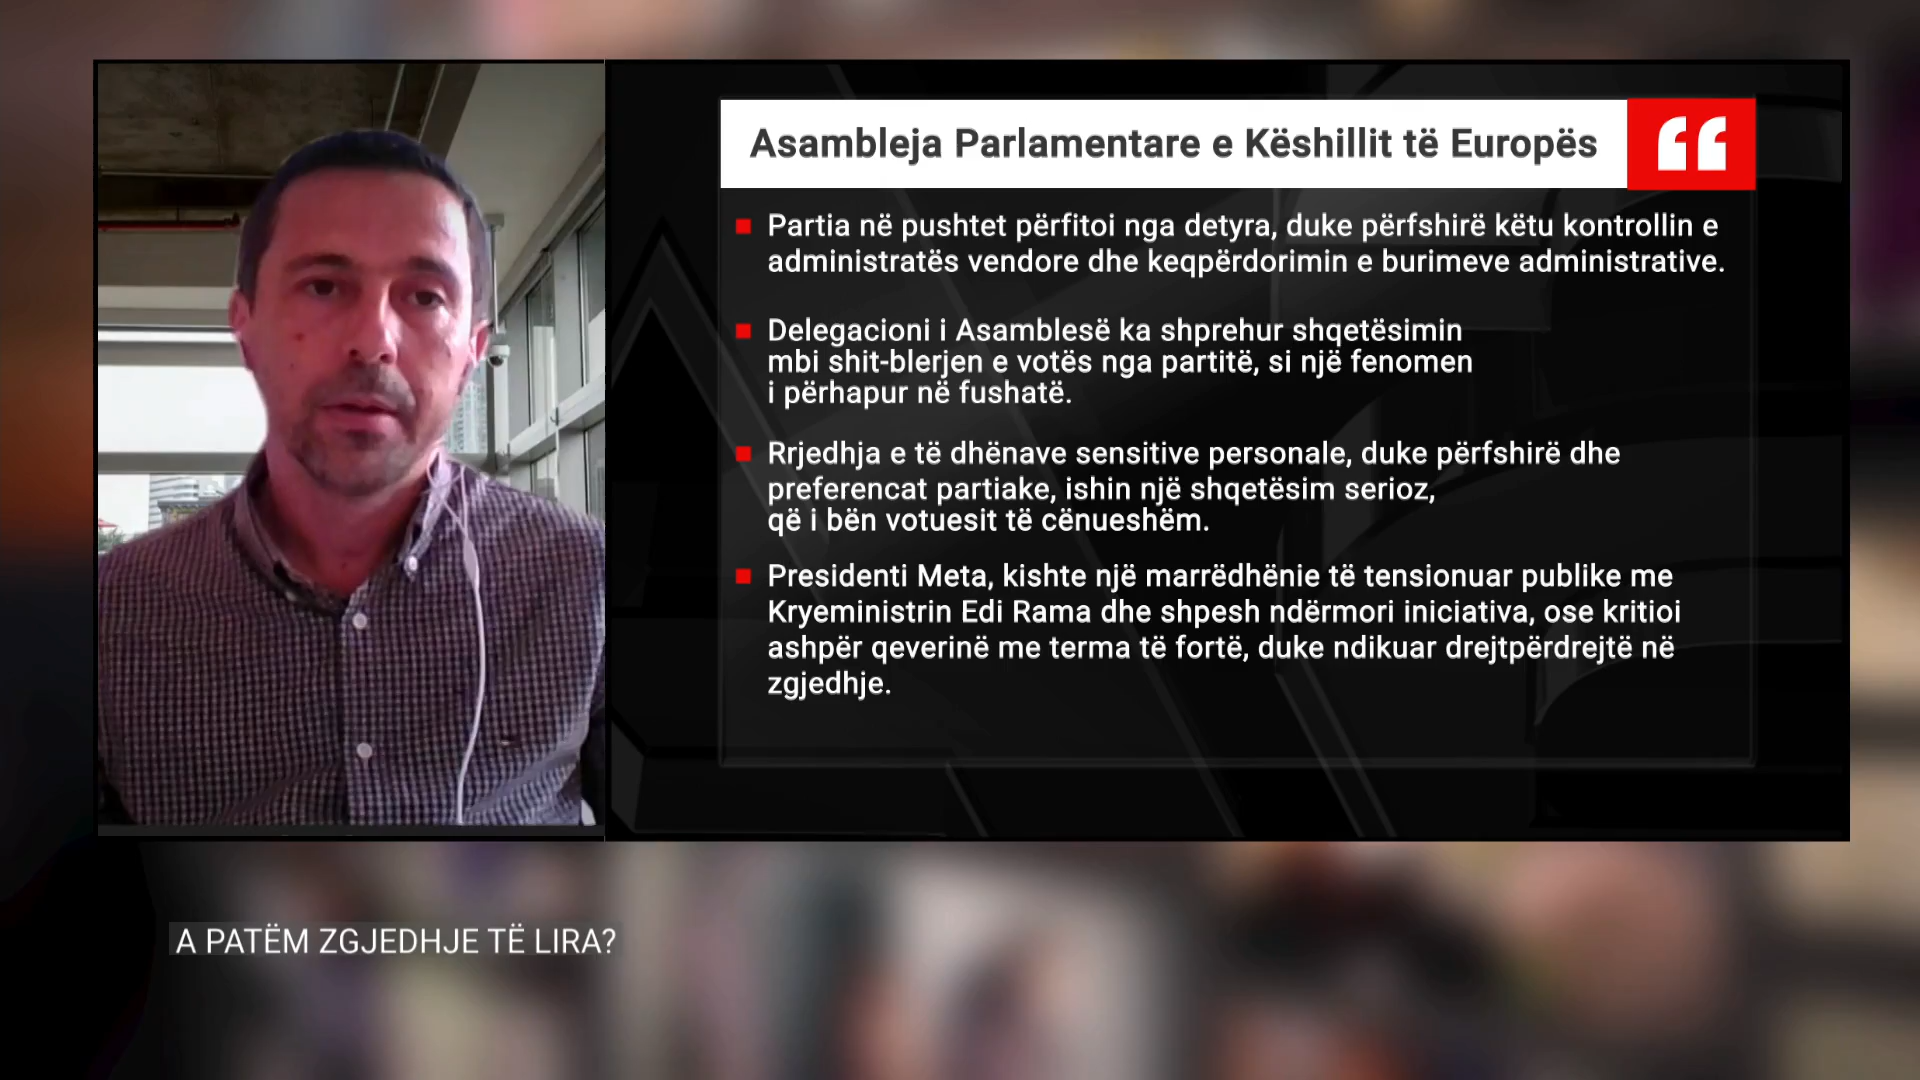 Asambleja Parlamentare e Këshillit të Europës
Partia në pushtet përfitoi nga detyra, duke përfshirë këtu kontrollin e
administratës vendore dhe keqpërdorimin e burimeve administrative.
Delegacioni i Asamblesë ka shprehur shqetësimin
mbi shit-blerjen e votës nga partitë, si një fenomen
i përhapur në fushatë.
Rrjedhja e të dhënave sensitive personale, duke përfshirë dhe
preferencat partiake, ishin një shqetësim serioz,
që i bën votuesit të cënueshëm.
Presidenti Meta, kishte një marrëdhënie të tensionuar publike me
Kryeministrin Edi Rama dhe shpesh ndërmori iniciativa, ose kritioi
ashpër qeverinë me terma të fortë, duke ndikuar drejtpërdrejtë në
zgjedhje.
A PATËM ZGJEDHJE TË LIRA?